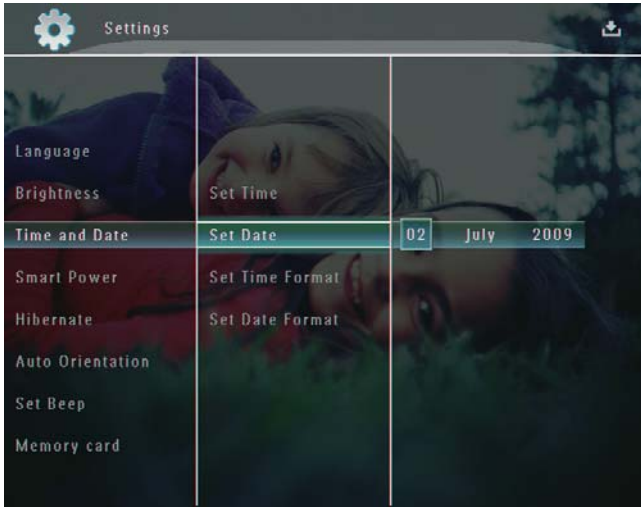 Settings
Language
Brightness
Time and Date
Smart Power
Hibernate
Auto Orientation
Set Beep
Memory card
Set Time
Set Date
Set Time Format
Set Date Format
02 July 2009